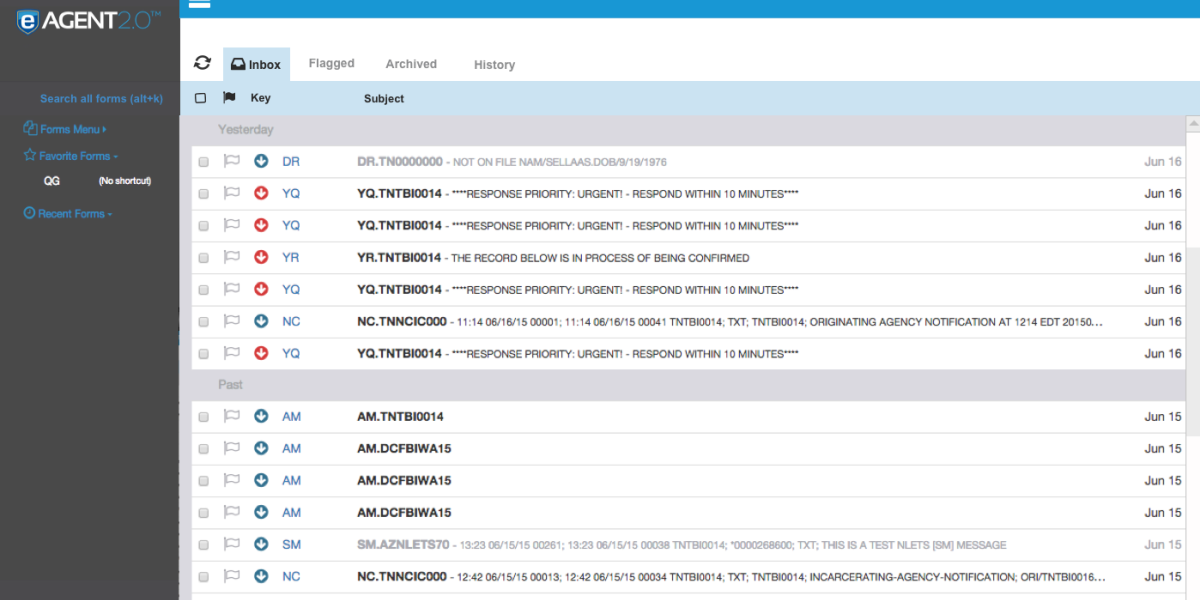 e AGENT2.0™
Inbox Flagged Archived History
Search all forms (alt+k)
Forms Menu
Favorite Forms
QG (No shortcut)
Recent Forms
Key Subject
Yesterday
DR DR.TN0000000 - NOT ON FILE NAM/SELLAAS.DOB/9/19/1976 Jun 16
YQ YQ.TNTBI0014 - ****RESPONSE PRIORITY: URGENT! - RESPOND WITHIN 10 MINUTES**** Jun 16
YQ YQ.TNTBI0014 - ****RESPONSE PRIORITY: URGENT! - RESPOND WITHIN 10 MINUTES**** Jun 16
YR YR.TNTBI0014 - THE RECORD BELOW IS IN PROCESS OF BEING CONFIRMED Jun 16
YQ YQ.TNTBI0014 - ****RESPONSE PRIORITY: URGENT! - RESPOND WITHIN 10 MINUTES**** Jun 16
NC NC.TNNCIC000 - 11:14 06/16/15 00001; 11:14 06/16/15 00041 TNTBI0014; TXT; TNTBI0014; ORIGINATING AGENCY NOTIFICATION AT 1214 EDT 20150... Jun 16
YQ YQ.TNTBI0014 - ****RESPONSE PRIORITY: URGENT! - RESPOND WITHIN 10 MINUTES**** Jun 16
Past
AM AM.TNTBI0014 Jun 15
AM AM.DCFBIWA15 Jun 15
AM AM.DCFBIWA15 Jun 15
AM AM.DCFBIWA15 Jun 15
SM SM.AZNLETS70 - 13:23 06/15/15 00261; 13:23 06/15/15 00038 TNTBI0014; *0000268600; TXT; THIS IS A TEST NLETS [SM] MESSAGE Jun 15
NC NC.TNNCIC000 - 12:42 06/15/15 00013; 12:42 06/15/15 00034 TNTBI0014; TXT; TNTBI0014; INCARCERATING-AGENCY-NOTIFICATION; ORI/TNTBI0016... Jun 15